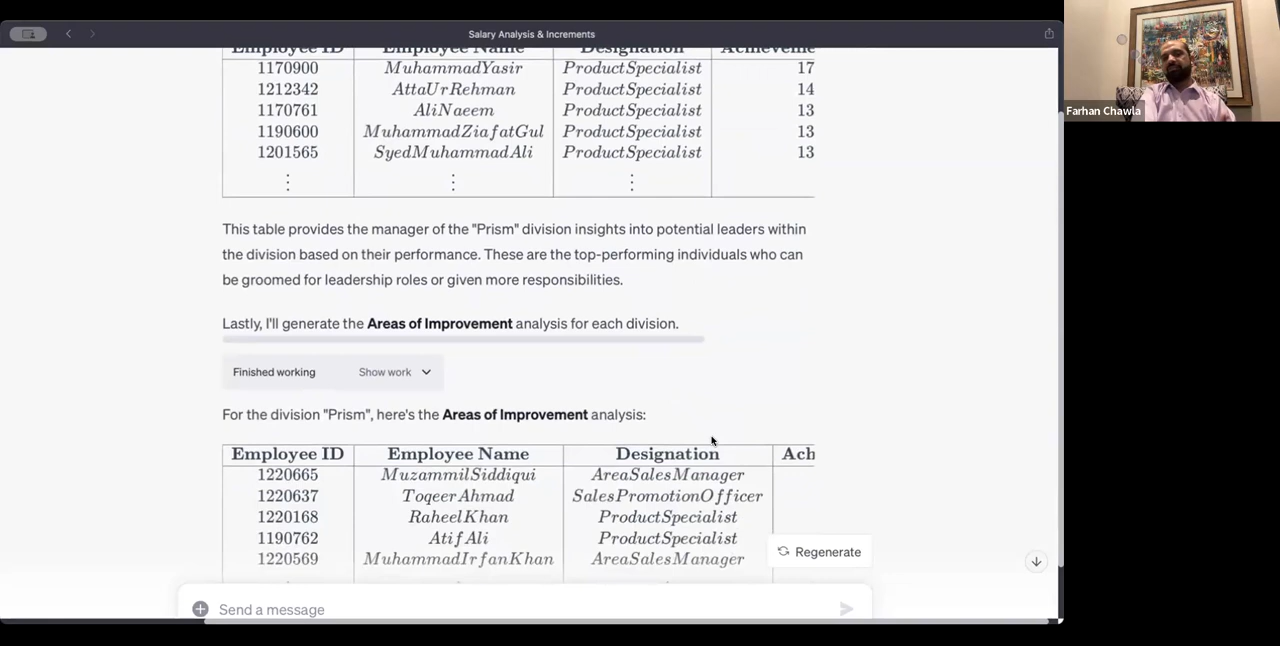 Salary Analysis & Increments
Employee ID Employee Name Designation Achieveme
1170900 MuhammadYasir ProductSpecialist 17
1212342 AttaUrRehman ProductSpecialist 14
1170761 AliNaeem ProductSpecialist 13
1190600 MuhammadZiafatGul ProductSpecialist 13
1201565 SyedMuhammadAli ProductSpecialist 13
⋮ ⋮ ⋮
This table provides the manager of the "Prism" division insights into potential leaders within
the division based on their performance. These are the top-performing individuals who can
be groomed for leadership roles or given more responsibilities.
Lastly, I'll generate the Areas of Improvement analysis for each division.
Finished working Show work
For the division "Prism", here's the Areas of Improvement analysis:
Employee ID Employee Name Designation Ach
1220665 MuzammilSiddiqui AreaSalesManager
1220637 ToqeerAhmad SalesPromotionOfficer
1220168 RaheelKhan ProductSpecialist
1190762 AtifAli ProductSpecialist
1220569 MuhammadIrfanKhan AreaSalesManager
Regenerate
Send a message
Farhan Chawla